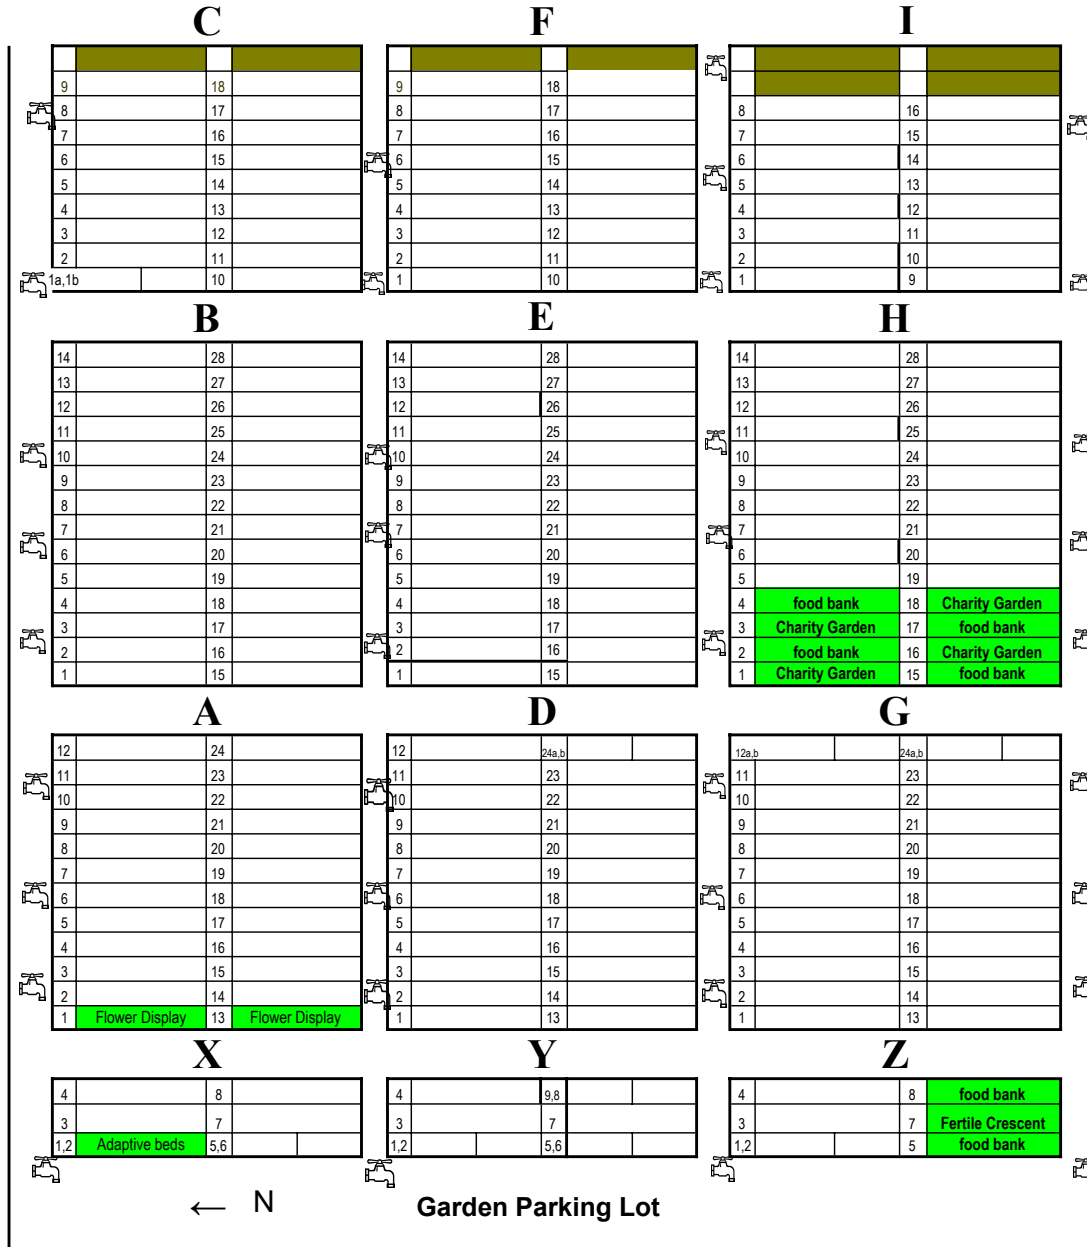 C F I
9 18 9 18
8 17 8 17 8 16
7 16 7 16 7 15
6 15 6 15 6 14
5 14 5 14 5 13
4 13 4 13 4 12
3 12 3 12 3 11
2 11 2 11 2 10
1a,1b 10 1 10 1 9
B E H
14 28 14 28 14 28
13 27 13 27 13 27
12 26 12 26 12 26
11 25 11 25 11 25
10 24 10 24 10 24
9 23 9 23 9 23
8 22 8 22 8 22
7 21 7 21 7 21
6 20 6 20 6 20
5 19 5 19 5 19
4 18 4 18 4 food bank 18 Charity Garden
3 17 3 17 3 Charity Garden 17 food bank
2 16 2 16 2 food bank 16 Charity Garden
1 15 1 15 1 Charity Garden 15 food bank
A D G
12 24 12 24a,b 12a,b 24a,b
11 23 11 23 11 23
10 22 10 22 10 22
9 21 9 21 9 21
8 20 8 20 8 20
7 19 7 19 7 19
6 18 6 18 6 18
5 17 5 17 5 17
4 16 4 16 4 16
3 15 3 15 3 15
2 14 2 14 2 14
1 Flower Display 13 Flower Display 1 13 1 13
X Y Z
4 8 4 9,8 4 8 food bank
3 7 3 7 3 7 Fertile Crescent
1,2 Adaptive beds 5,6 1,2 5,6 1,2 5 food bank
← N Garden Parking Lot